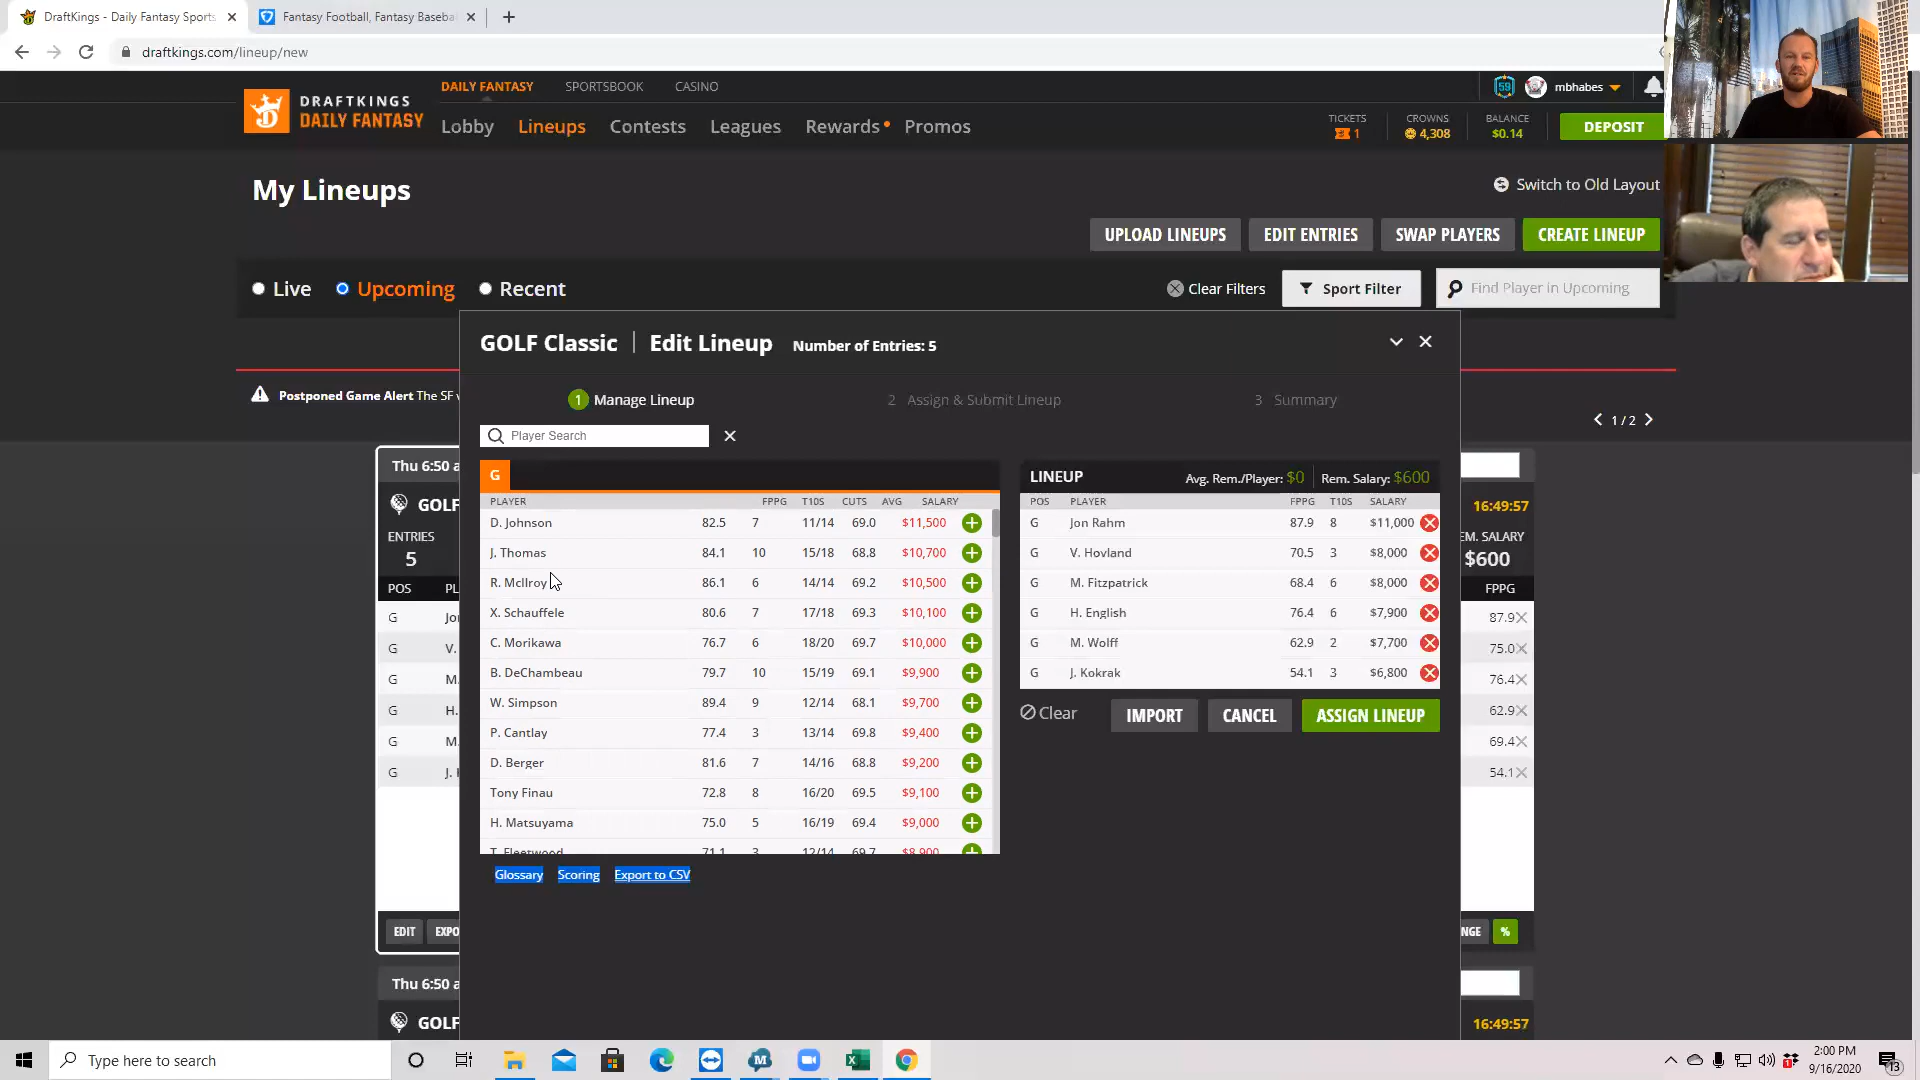 DraftKings - Daily Fantasy Sports
Fantasy Football, Fantasy Baseba
draftkings.com/lineup/new
DRAFTKINGS
DAILY FANTASY
DAILY FANTASY SPORTSBOOK CASINO
Lobby Lineups Contests Leagues Rewards Promos
59 mbhabes
TICKETS CROWNS BALANCE
1 4,308 $0.14
DEPOSIT
My Lineups
Switch to Old Layout
UPLOAD LINEUPS EDIT ENTRIES SWAP PLAYERS CREATE LINEUP
Live Upcoming Recent
Clear Filters Sport Filter Find Player in Upcoming
GOLF Classic | Edit Lineup Number of Entries: 5
Postponed Game Alert The SF
1 Manage Lineup 2 Assign & Submit Lineup 3 Summary
1 / 2
Player Search
Thu 6:50 a
GOLF
16:49:57
ENTRIES
5
EM. SALARY
$600
POS PL
FPPG
G Jo 87.9
G V. 75.0
G M. 76.4
G H. 62.9
G M. 69.4
G J. 54.1
G
PLAYER FPPG T10S CUTS AVG SALARY
D. Johnson 82.5 7 11/14 69.0 $11,500
J. Thomas 84.1 10 15/18 68.8 $10,700
R. McIlroy 86.1 6 14/14 69.2 $10,500
X. Schauffele 80.6 7 17/18 69.3 $10,100
C. Morikawa 76.7 6 18/20 69.7 $10,000
B. DeChambeau 79.7 10 15/19 69.1 $9,900
W. Simpson 89.4 9 12/14 68.1 $9,700
P. Cantlay 77.4 3 13/14 69.8 $9,400
D. Berger 81.6 7 14/16 68.8 $9,200
Tony Finau 72.8 8 16/20 69.5 $9,100
H. Matsuyama 75.0 5 16/19 69.4 $9,000
T. Fleetwood 71.1 3 12/14 69.7 $8,900
Glossary Scoring Export to CSV
LINEUP Avg. Rem./Player: $0 Rem. Salary: $600
POS PLAYER FPPG T10S SALARY
G Jon Rahm 87.9 8 $11,000
G V. Hovland 70.5 3 $8,000
G M. Fitzpatrick 68.4 6 $8,000
G H. English 76.4 6 $7,900
G M. Wolff 62.9 2 $7,700
G J. Kokrak 54.1 3 $6,800
Clear IMPORT CANCEL ASSIGN LINEUP
EDIT EXPO
NGE %
Thu 6:50 a
GOLF
16:49:57
Type here to search
2:00 PM
9/16/2020
13